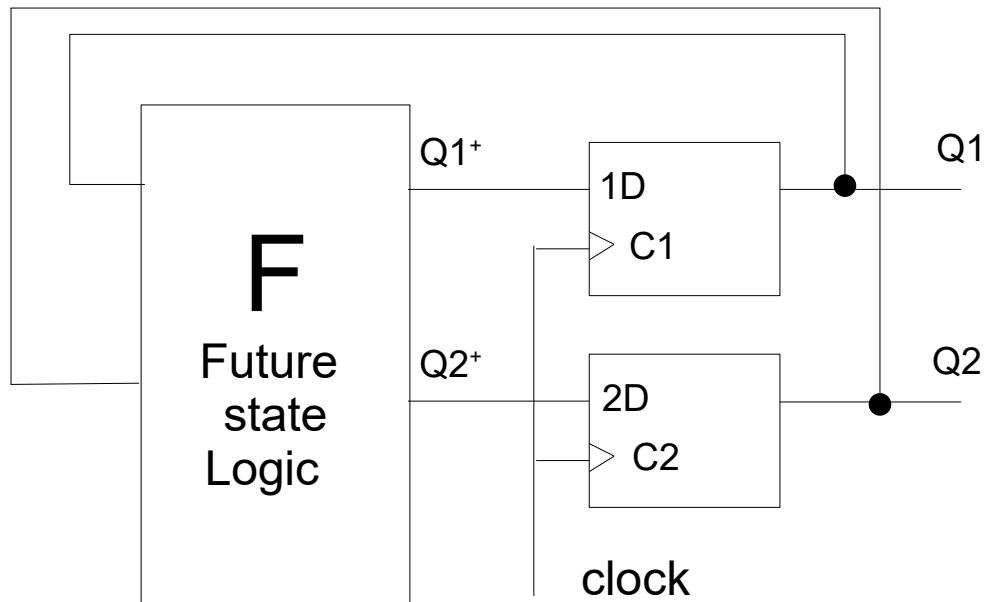 Q1⁺
1D
Q1
C1
F
Future
state
Logic
Q2⁺
2D
Q2
C2
clock